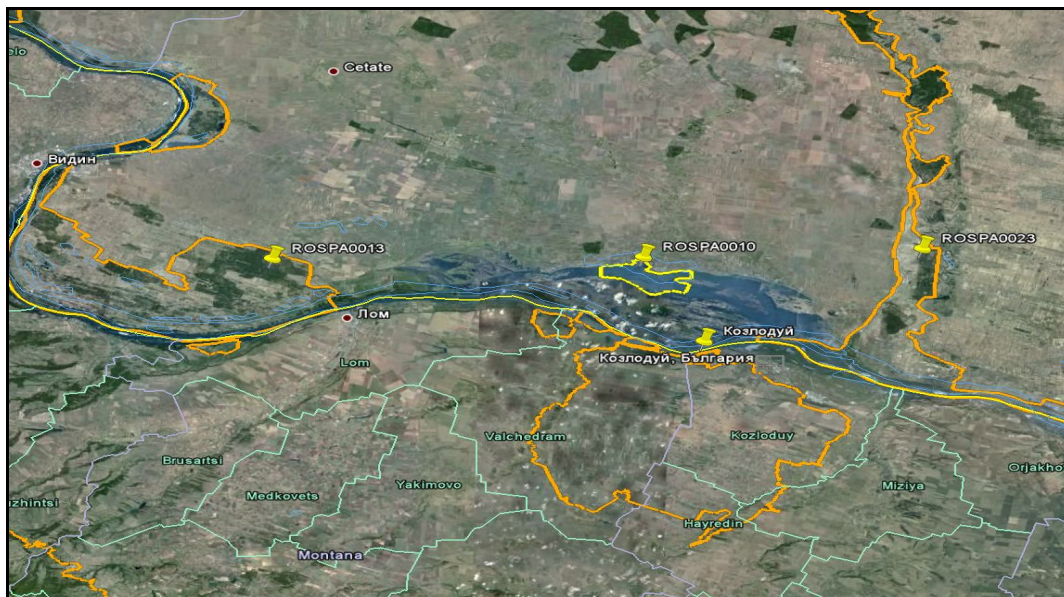 elo
Cetate
Видин
ROSPA0013
ROSPA0010
ROSPA0023
Лом
Козлодуй
Козлодуй, България
Lom
Valchedram
Kozloduy
Brusartsi
Orjakho
Medkovets
Yakimovo
Miziya
uzhintsi
Hayredin
Montana